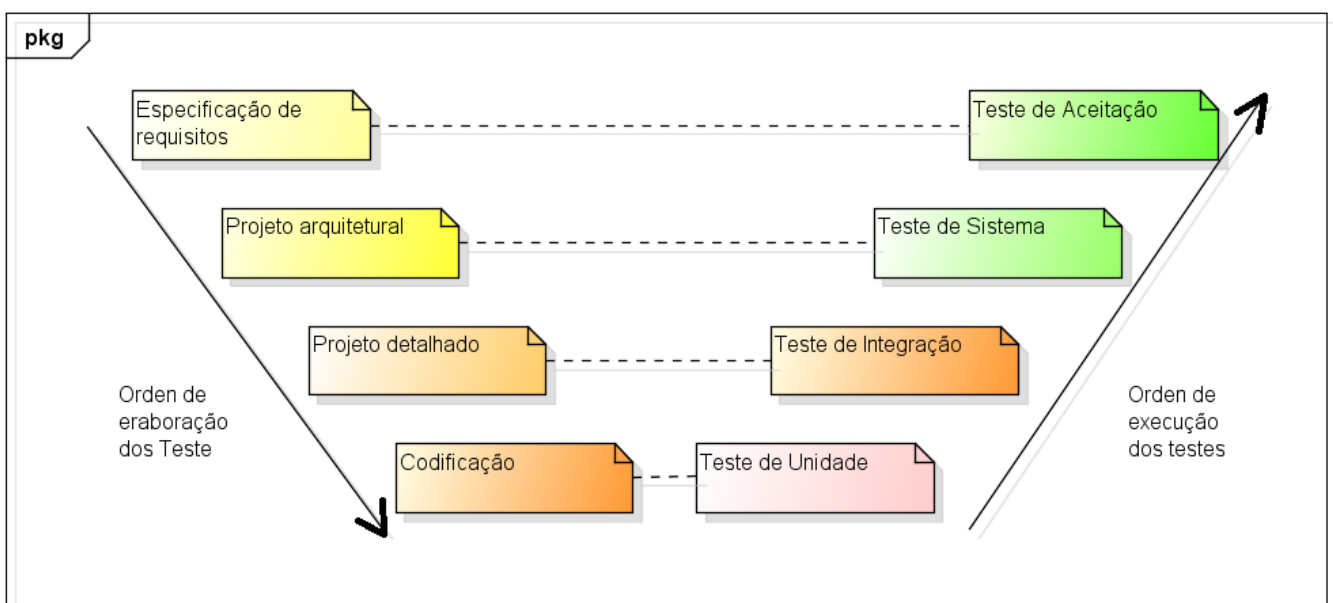 pkg
Especificação de
requisitos
Teste de Aceitação
Projeto arquitetural
Teste de Sistema
Projeto detalhado
Teste de Integração
Orden de
eraboração
dos Teste
Orden de
execução
dos testes
Codificação
Teste de Unidade